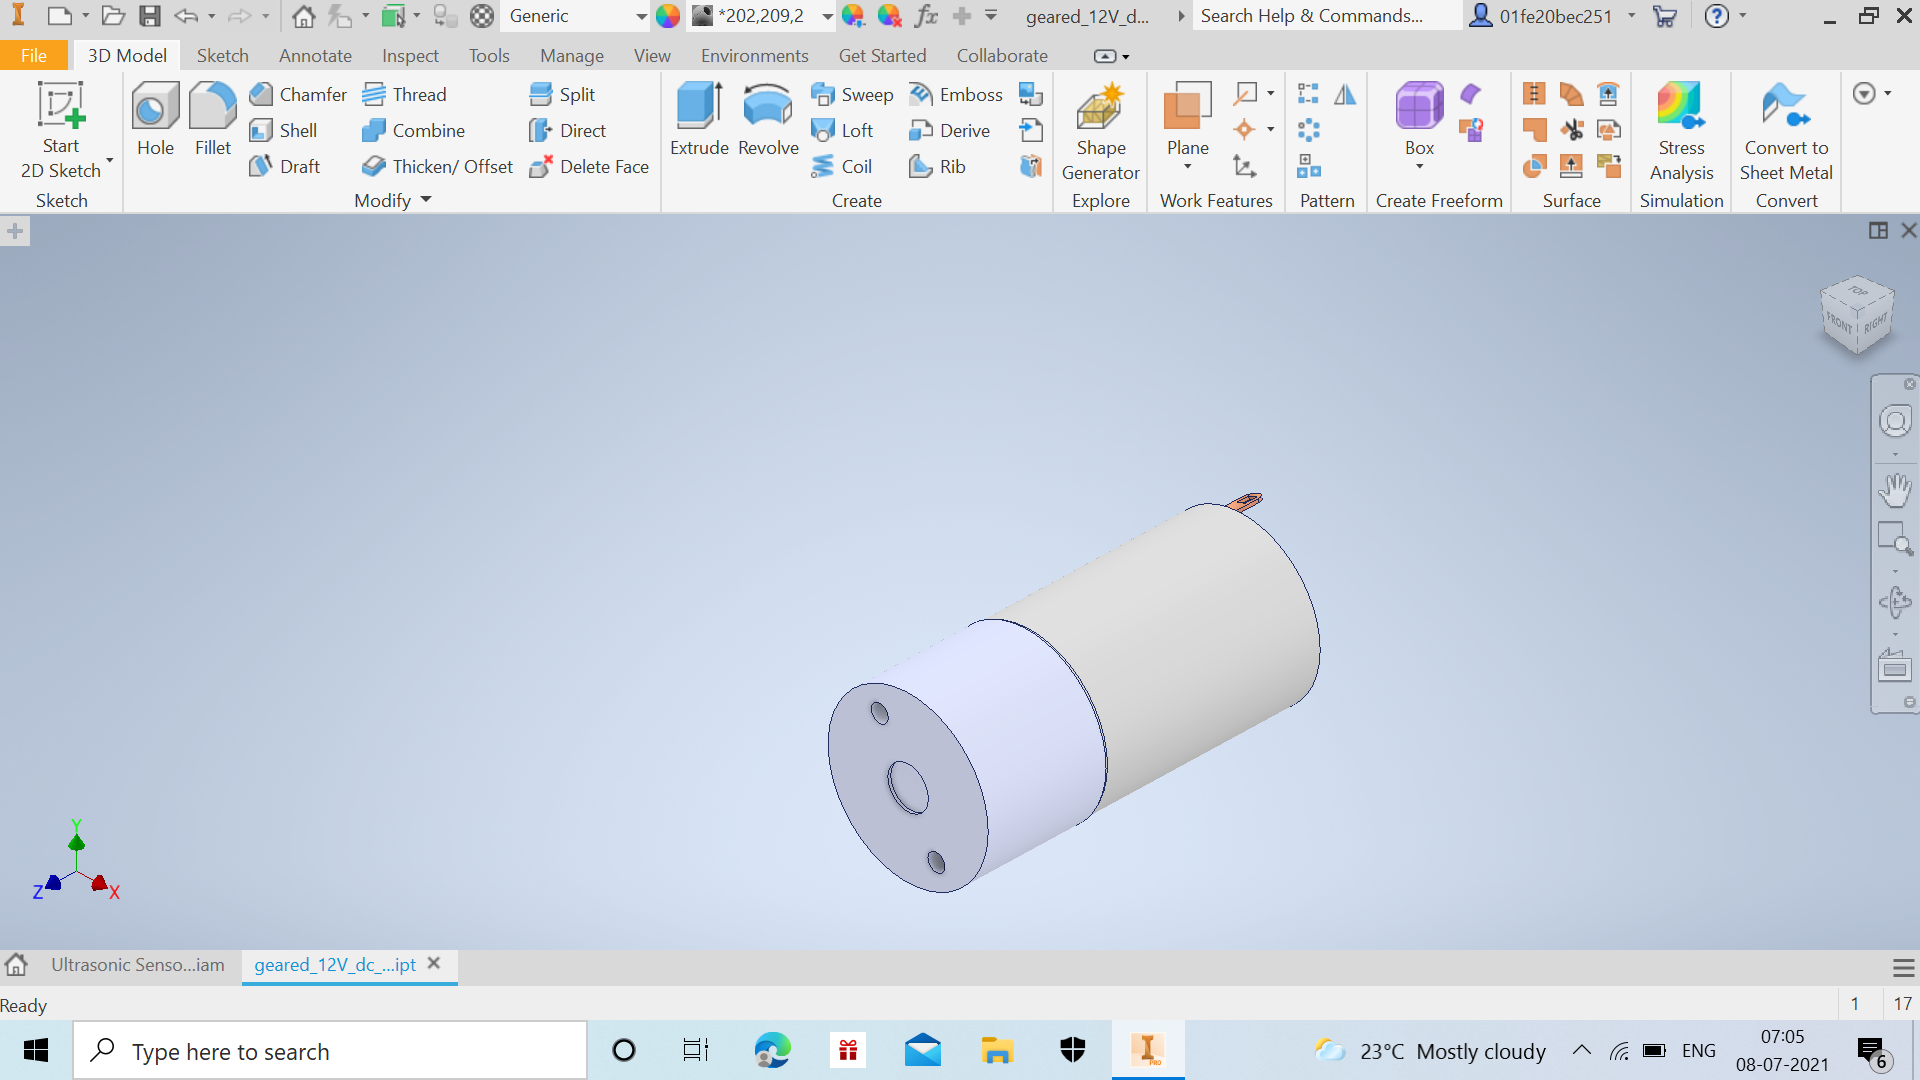 Generic *202,209,2 fx geared_12V_d... Search Help & Commands... 01fe20bec251
File 3D Model Sketch Annotate Inspect Tools Manage View Environments Get Started Collaborate
Start
2D Sketch
Sketch
Hole Fillet
Chamfer Thread Split
Shell Combine Direct
Draft Thicken/ Offset Delete Face
Modify
Extrude Revolve
Sweep Emboss
Loft Derive
Coil Rib
Create
Shape
Generator
Explore
Plane
Work Features
Pattern
Box
Create Freeform
Surface
Stress
Analysis
Simulation
Convert to
Sheet Metal
Convert
TOP
FRONT RIGHT
Y
Z X
Ultrasonic Senso...iam geared_12V_dc_...ipt
Ready 1 17
Type here to search
PRO
23°C Mostly cloudy ENG
07:05
08-07-2021
6